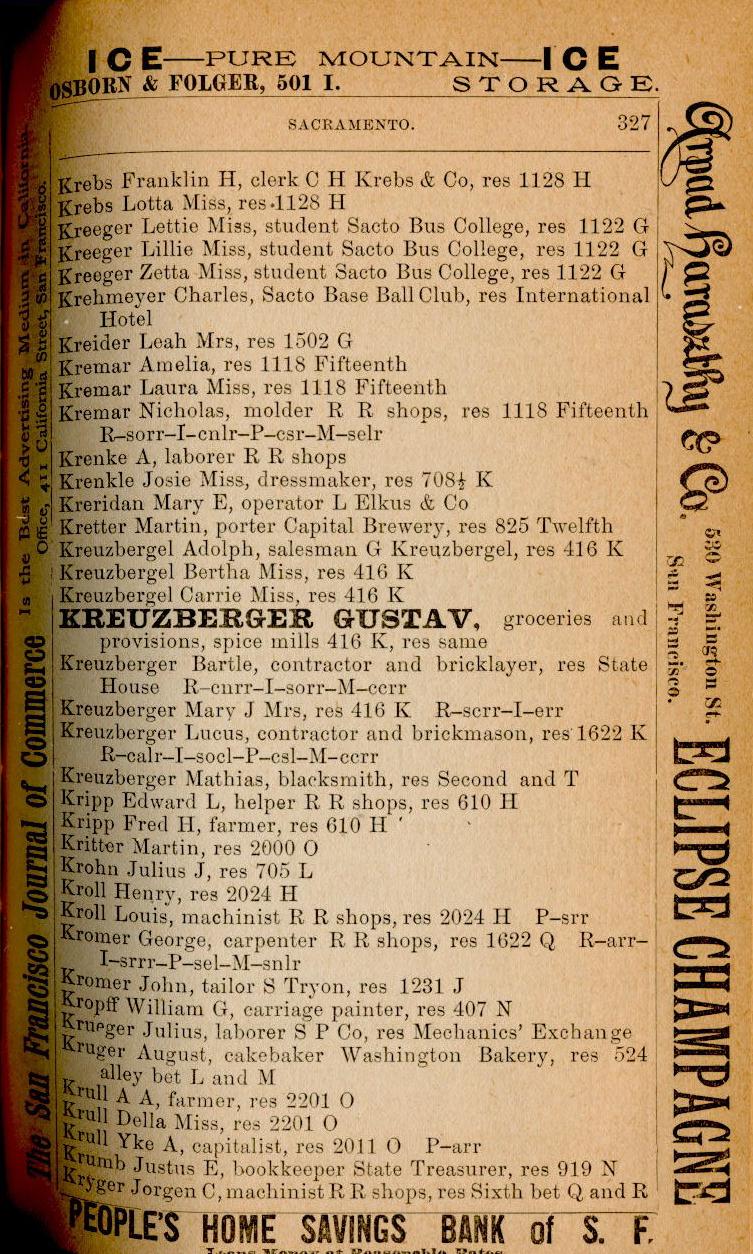 ICE—PURE MOUNTAIN—ICE
OSBORN & FOLGER, 501 I. STORAGE.
SACRAMENTO. 327
Krebs Franklin H, clerk C H Krebs & Co, res 1128 H
Krebs Lotta Miss, res 1128 H
Kreeger Lettie Miss, student Sacto Bus College, res 1122 G
Kreeger Lillie Miss, student Sacto Bus College, res 1122 G
Kreeger Zetta Miss, student Sacto Bus College, res 1122 G
Krehmeyer Charles, Sacto Base Ball Club, res International
Hotel
Kreider Leah Mrs, res 1502 G
Kremar Amelia, res 1118 Fifteenth
Kremar Laura Miss, res 1118 Fifteenth
Kremar Nicholas, molder R R shops, res 1118 Fifteenth
R–sorr–I–cnlr–P–csr–M–selr
Krenke A, laborer R R shops
Krenkle Josie Miss, dressmaker, res 708½ K
Kreridan Mary E, operator L Elkus & Co
Kretter Martin, porter Capital Brewery, res 825 Twelfth
Kreuzbergel Adolph, salesman G Kreuzbergel, res 416 K
Kreuzbergel Bertha Miss, res 416 K
Kreuzbergel Carrie Miss, res 416 K
KREUZBERGER GUSTAV, groceries and
provisions, spice mills 416 K, res same
Kreuzberger Bartle, contractor and bricklayer, res State
House R–cnrr–I–sorr–M–ccrr
Kreuzberger Mary J Mrs, res 416 K R–scrr–I–err
Kreuzberger Lucus, contractor and brickmason, res 1622 K
R–calr–I–socl–P–csl–M–ccrr
Kreuzberger Mathias, blacksmith, res Second and T
Kripp Edward L, helper R R shops, res 610 H
Kripp Fred H, farmer, res 610 H
Kritter Martin, res 2000 O
Krohn Julius J, res 705 L
Kroll Henry, res 2024 H
Kroll Louis, machinist R R shops, res 2024 H P–srr
Kromer George, carpenter R R shops, res 1622 Q R–arr–
I–srrr–P–sel–M–snlr
Kromer John, tailor S Tryon, res 1231 J
Kropff William G, carriage painter, res 407 N
Krueger Julius, laborer S P Co, res Mechanics' Exchange
Kruger August, cakebaker Washington Bakery, res 524
alley bet L and M
Krull A A, farmer, res 2201 O
Krull Della Miss, res 2201 O
Krull Yke A, capitalist, res 2011 O P–arr
Krumb Justus E, bookkeeper State Treasurer, res 919 N
Kryger Jorgen C, machinist R R shops, res Sixth bet Q and R
PEOPLE'S HOME SAVINGS BANK of S. F.
Loans Money at Reasonable Rates
The San Francisco Journal of Commerce
Is the Best Advertising Medium in California.
Office, 411 California Street, San Francisco.
Arpad Haraszthy & Co.
530 Washington St.
San Francisco.
ECLIPSE CHAMPAGNE